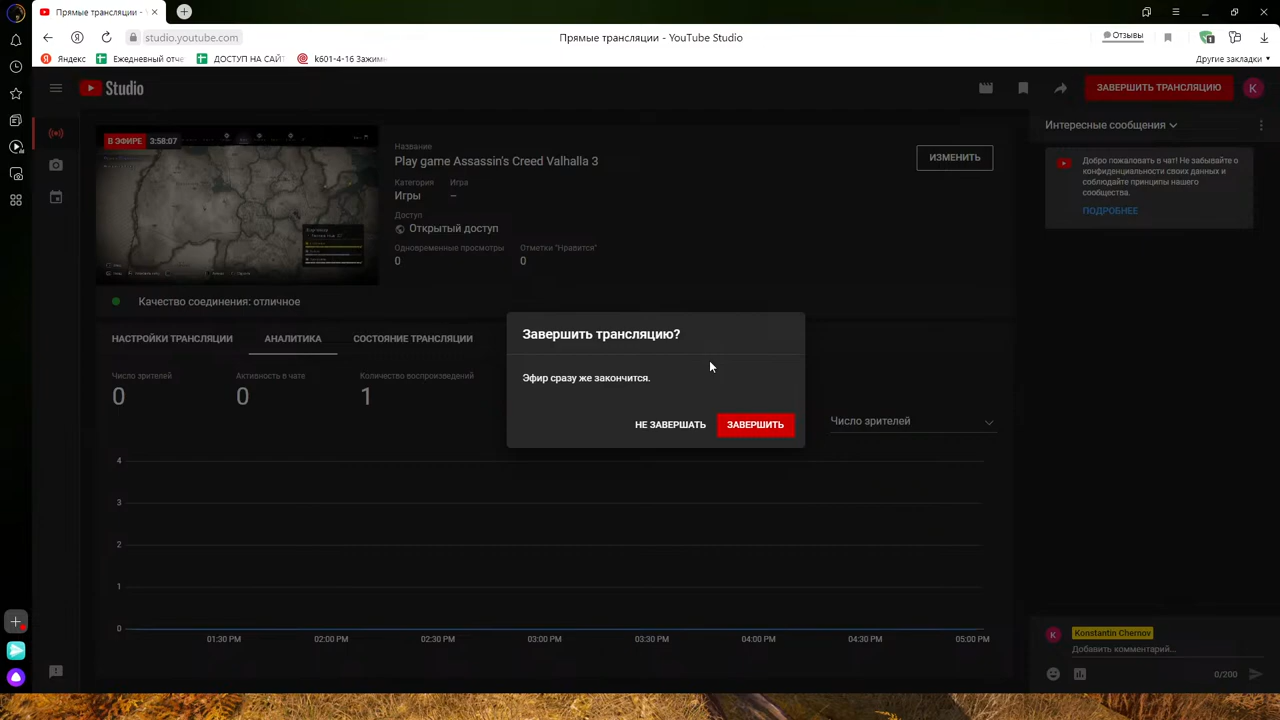 Прямые трансляции -
studio.youtube.com
Прямые трансляции - YouTube Studio
Отзывы
1
Яндекс
Ежедневный отче
ДОСТУП НА САЙТ
k601-4-16 Зажим
Другие закладки
Studio
ЗАВЕРШИТЬ ТРАНСЛЯЦИЮ
K
В ЭФИРЕ
3:58:07
Название
Play game Assassin's Creed Valhalla 3
ИЗМЕНИТЬ
Категория
Игра
Игры
–
Доступ
Открытый доступ
Одновременные просмотры
Отметки "Нравится"
0
0
Качество соединения: отличное
Интересные сообщения
Добро пожаловать в чат! Не забывайте о
конфиденциальности своих данных и
соблюдайте принципы нашего
сообщества.
ПОДРОБНЕЕ
НАСТРОЙКИ ТРАНСЛЯЦИИ
АНАЛИТИКА
СОСТОЯНИЕ ТРАНСЛЯЦИИ
Число зрителей
Активность в чате
Количество воспроизведений
0
0
1
Завершить трансляцию?
Эфир сразу же закончится.
НЕ ЗАВЕРШАТЬ
ЗАВЕРШИТЬ
Число зрителей
4
3
2
1
0
01:30 PM
02:00 PM
02:30 PM
03:00 PM
03:30 PM
04:00 PM
04:30 PM
05:00 PM
K
Konstantin Chernov
Добавить комментарий...
0/200